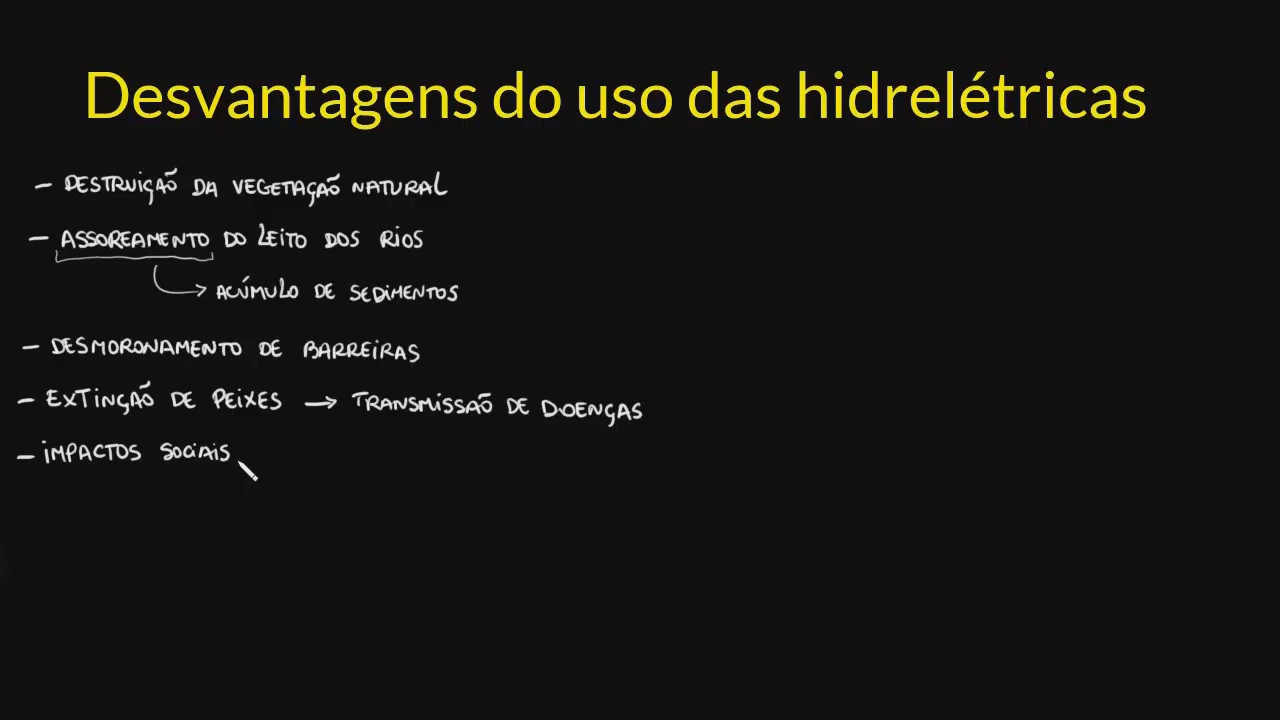 Desvantagens do uso das hidrelétricas
- DESTRUIÇÃO DA VEGETAÇÃO NATURAL
- ASSOREAMENTO DO LEITO DOS RIOS
→ ACÚMULO DE SEDIMENTOS
- DESMORONAMENTO DE BARREIRAS
- EXTINÇÃO DE PEIXES → TRANSMISSÃO DE DOENÇAS
- IMPACTOS SOCIAIS